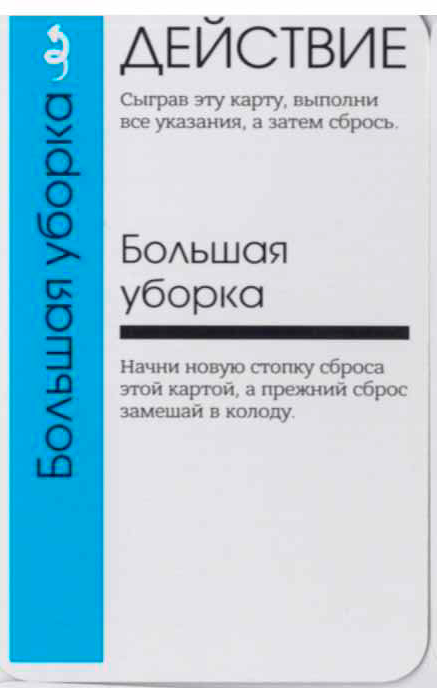 Большая уборка
ДЕЙСТВИЕ
Сыграв эту карту, выполни
все указания, а затем сбрось.
Большая
уборка
Начни новую стопку сброса
этой картой, а прежний сброс
замешай в колоду.